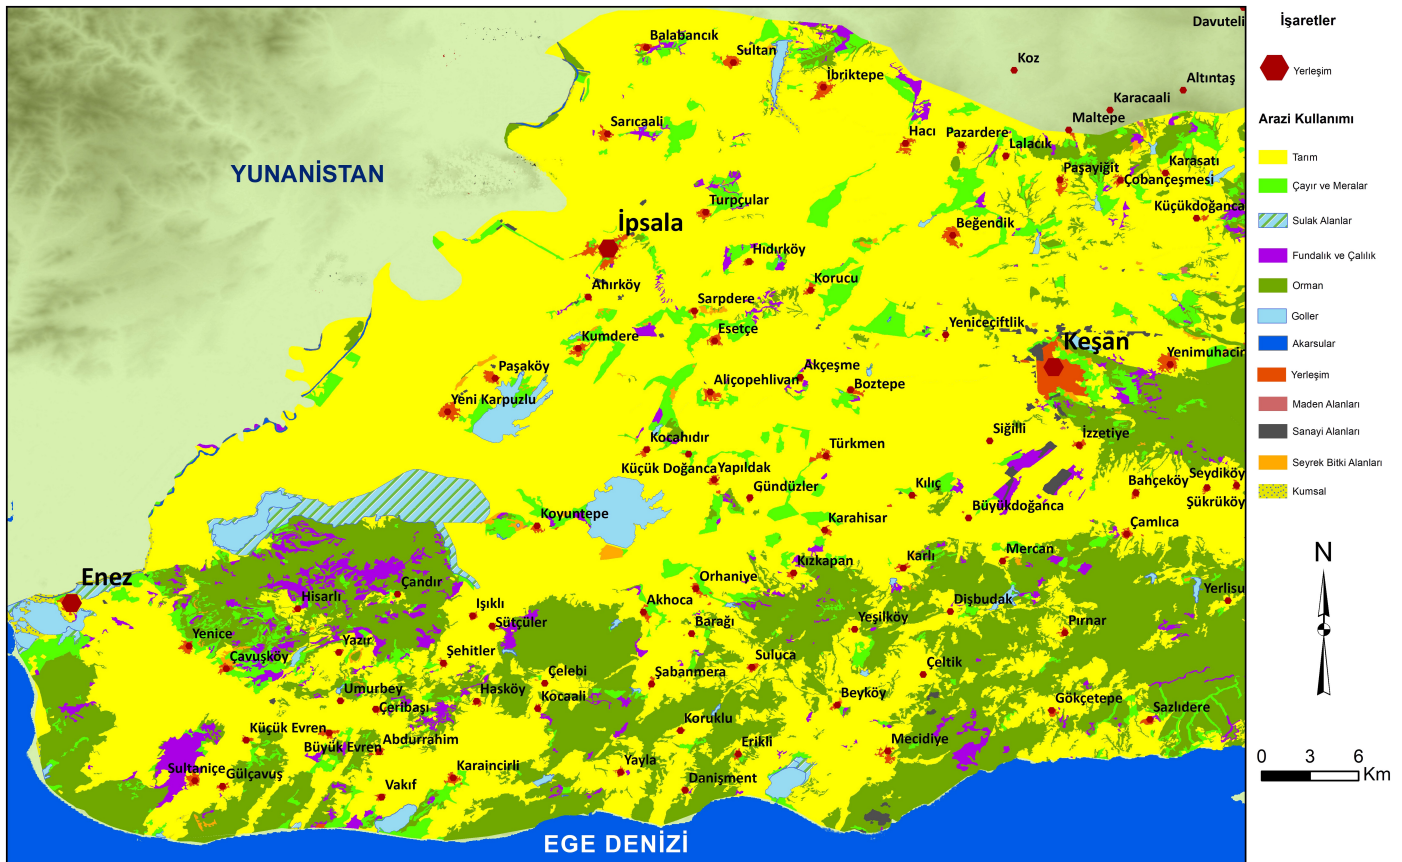 Davuteli
Balabancık
Sultan
Koz
İbriktepe
Altıntaş
Karacaali
Maltepe
Sarıcaali
Hacı
Pazardere
Lalacık
YUNANİSTAN
Paşayiğit
Karasatı
Çobançeşmesi
Turpçular
Küçükdoğanca
İpsala
Beğendik
Hıdırköy
Ahırköy
Korucu
Sarpdere
Esetçe
Yeniceçiftlik
Kumdere
Keşan
Yenimuhacir
Paşaköy
Akçeşme
Aliçopehlivan
Boztepe
Yeni Karpuzlu
Kocahıdır
Türkmen
Siğilli
İzzetiye
Küçük Doğanca
Yapıldak
Gündüzler
Kılıç
Bahçeköy
Seydiköy
Şükrüköy
Koyuntepe
Karahisar
Büyükdoğanca
Çamlıca
Enez
Çandır
Hisarlı
Orhaniye
Kızkapan
Karlı
Mercan
Yerlisu
Işıklı
Akhoca
Dışbudak
Sütçüler
Barağı
Yeşilköy
Pırnar
Yenice
Yazır
Çavuşköy
Şehitler
Suluca
Çeltik
Umurbey
Çelebi
Şabanmera
Hasköy
Kocaali
Beyköy
Gökçetepe
Sazlıdere
Çeribaşı
Koruklu
Küçük Evren
Büyük Evren
Abdurrahim
Erikli
Mecidiye
Sultaniçe
Gülçavuş
Karaincirli
Yayla
Danişment
Vakıf
EGE DENİZİ
İşaretler
Yerleşim
Arazi Kullanımı
Tarım
Çayır ve Meralar
Sulak Alanlar
Fundalık ve Çalılık
Orman
Goller
Akarsular
Yerleşim
Maden Alanları
Sanayi Alanları
Seyrek Bitki Alanları
Kumsal
N
0 3 6
Km